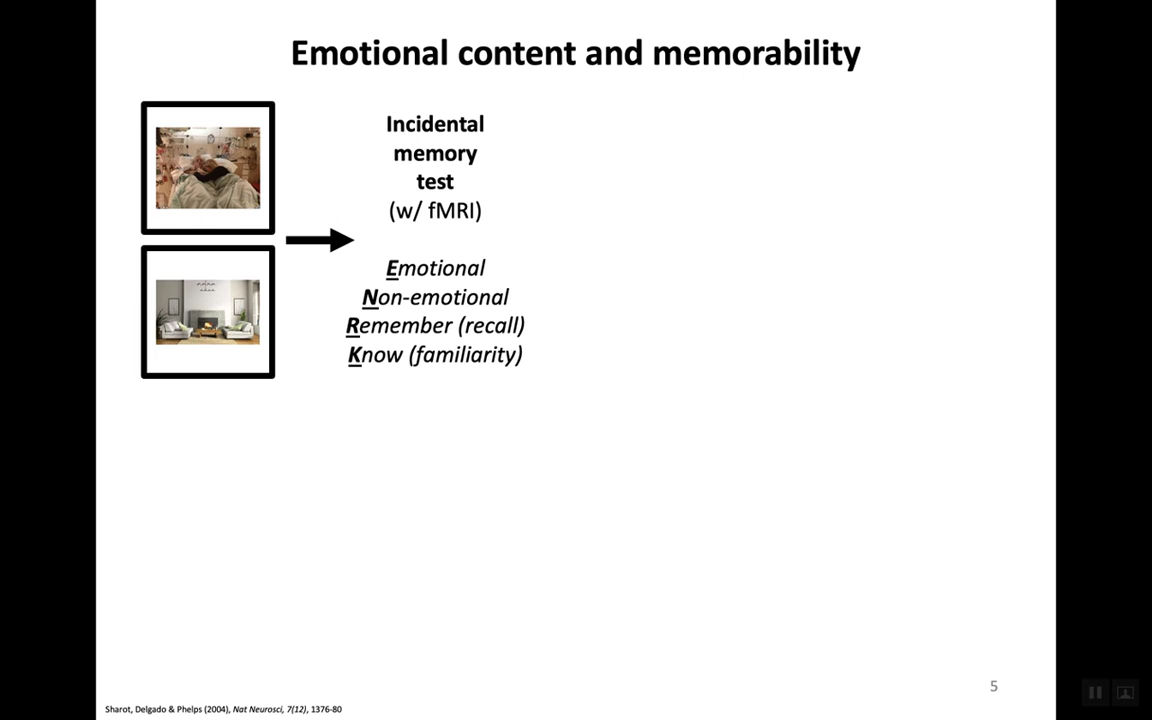 Emotional content and memorability
Incidental
memory
test
(w/ fMRI)
Emotional
Non-emotional
Remember (recall)
Know (familiarity)
5
Sharot, Delgado & Phelps (2004), Nat Neurosci, 7(12), 1376-80